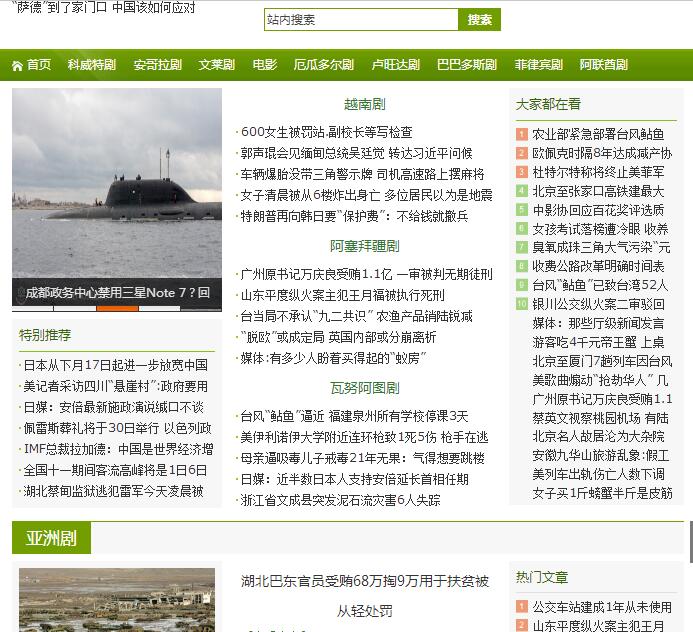 “萨德”到了家门口 中国该如何应对
站内搜索 搜索
首页 科威特剧 安哥拉剧 文莱剧 电影 厄瓜多尔剧 卢旺达剧 巴巴多斯剧 菲律宾剧 阿联酋剧
成都政务中心禁用三星Note 7？回
特别推荐
日本从下月17日起进一步放宽中国
美记者采访四川“悬崖村”:政府要用
日媒：安倍最新施政演说缄口不谈
佩雷斯葬礼将于30日举行 以色列政
IMF总裁拉加德：中国是世界经济增
全国十一期间客流高峰将是1日6日
湖北禁甸监狱逃犯雷军今天凌晨被
越南剧
600女生被罚站.副校长等写检查
郭声琨会见缅甸总统吴廷觉 转达习近平问候
车辆爆胎没带三角警示牌 司机高速路上摆麻将
女子清晨被从6楼炸出身亡 多位居民以为是地震
特朗普再向韩日要“保护费”：不给钱就撤兵
阿塞拜疆剧
广州原书记万庆良受贿1.1亿 一审被判无期徒刑
山东平度纵火案主犯王月福被执行死刑
台当局不承认“九二共识” 农渔产品销陆锐减
“脱欧”或成定局 英国内部或分崩离析
媒体:有多少人盼着买得起的“蚁房”
瓦努阿图剧
台风“鲇鱼”逼近 福建泉州所有学校停课3天
美伊利诺伊大学附近连环枪致1死5伤 枪手在逃
母亲逼吸毒儿子戒毒21年无果：气得想要跳楼
日媒：近半数日本人支持安倍延长首相任期
浙江省文成县突发泥石流灾害6人失踪
大家都在看
1 农业部紧急部署台风鲇鱼
2 欧佩克时隔8年达成减产协
3 杜特尔特称将终止美菲军
4 北京至张家口高铁建最大
5 中影协回应百花奖评选质
6 女孩考试落榜遭冷眼 收养
7 臭氧成珠三角大气污染“元
8 收费公路改革明确时间表
9 台风“鲇鱼”已致台湾52人
10 银川公交纵火案二审驳回
媒体：那些厅级新闻发言
游客吃4千元帝王蟹 上桌
北京至厦门7趟列车因台风
美歌曲煽动“抢劫华人” 几
广州原书记万庆良受贿1.1
蔡英文视察桃园机场 有陆
北京名人故居沦为大杂院
安徽九华山旅游乱象:假工
美列车出轨伤亡人数下调
女子买1斤螃蟹半斤是皮筋
亚洲剧
湖北巴东官员受贿68万掏9万用于扶贫被
从轻处罚
热门文章
1 公交车站建成1年从未使用
2 山东平度纵火案主犯王月